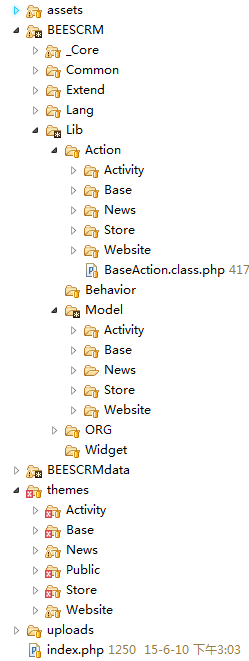 assets
BEESCRM
_Core
Common
Extend
Lang
Lib
Action
Activity
Base
News
Store
Website
BaseAction.class.php 417
Behavior
Model
Activity
Base
News
Store
Website
ORG
Widget
BEESCRMdata
themes
Activity
Base
News
Public
Store
Website
uploads
index.php 1250 15-6-10 下午3:03